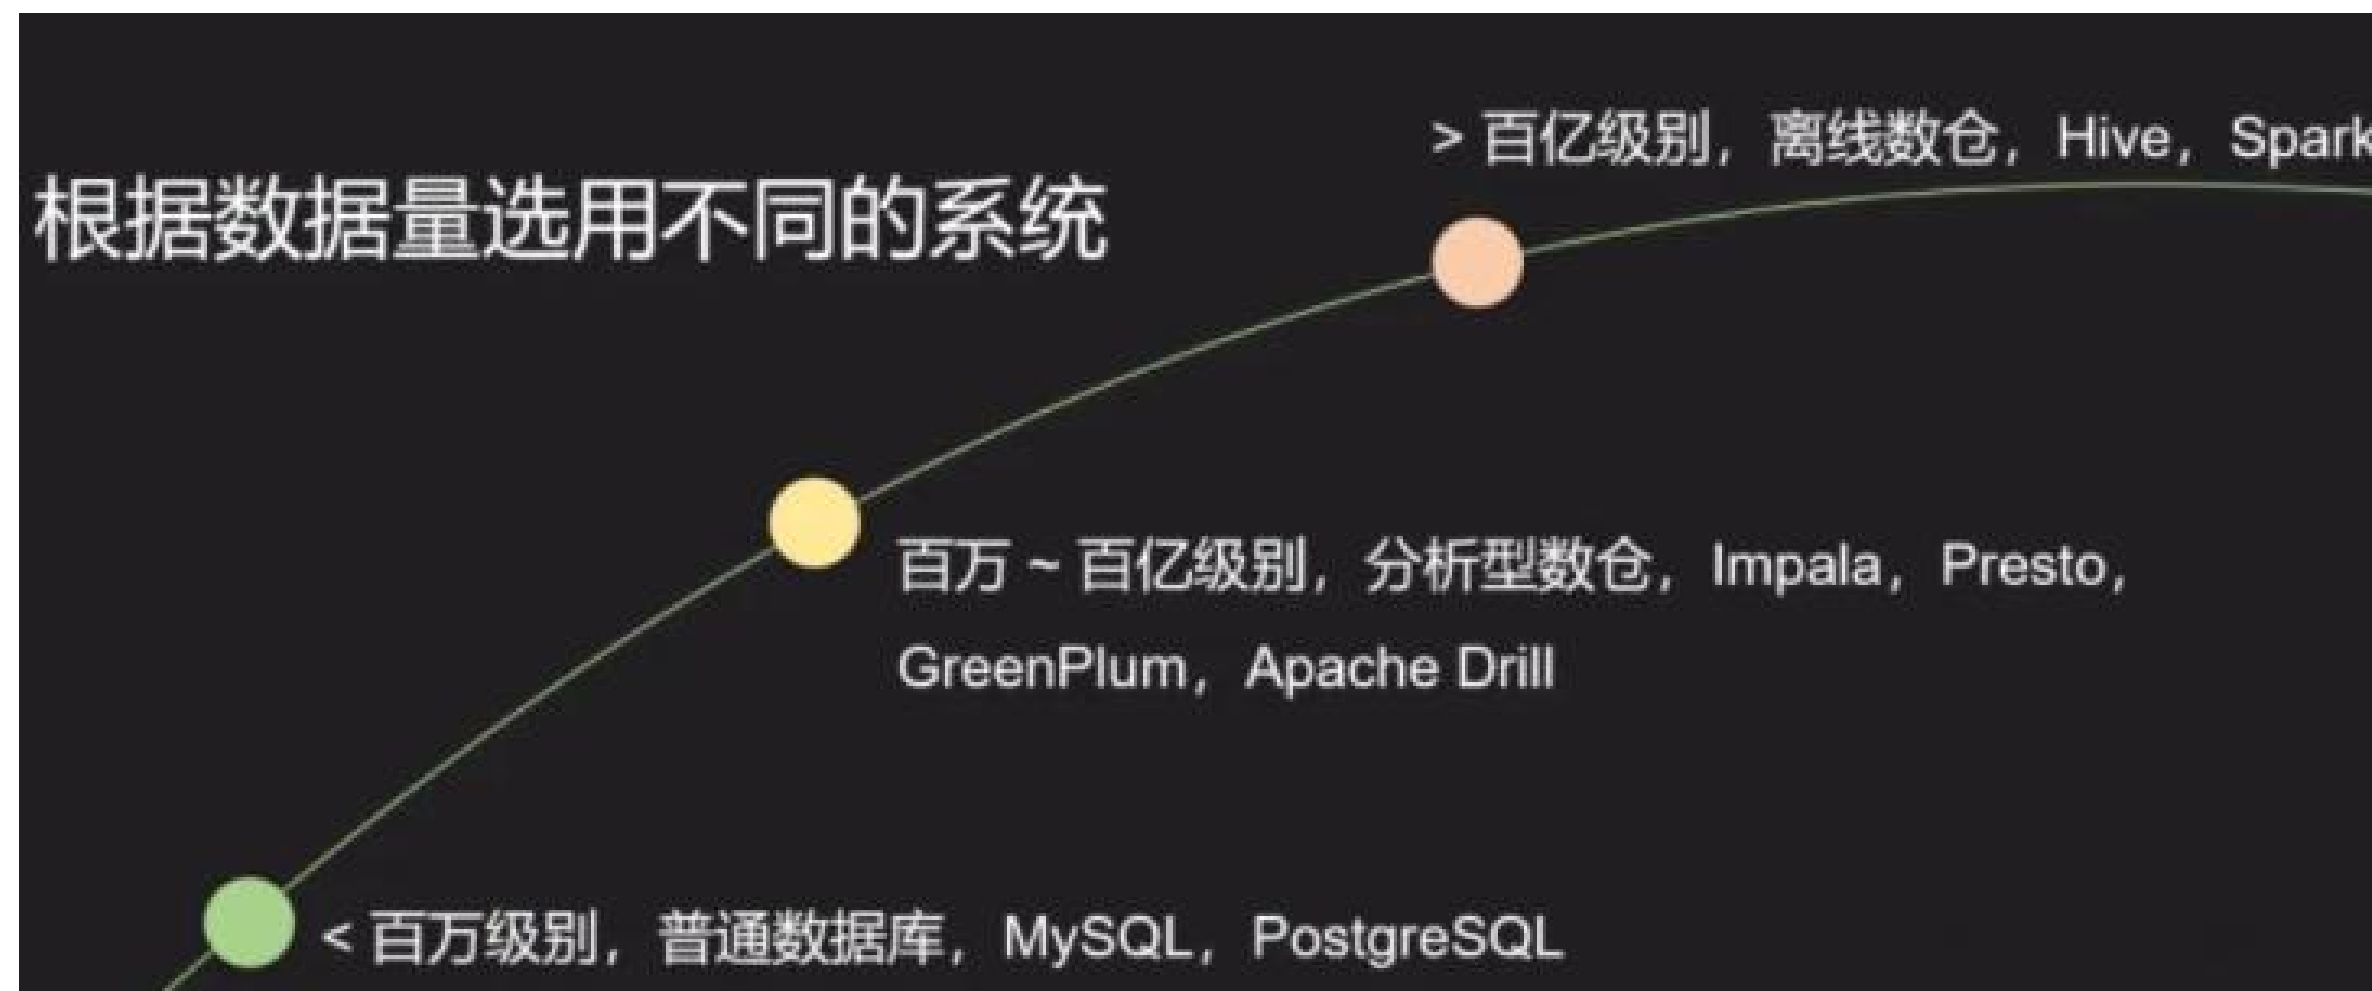 > 百亿级别，离线数仓，Hive，Spark
根据数据量选用不同的系统
百万 ~ 百亿级别，分析型数仓，Impala，Presto，
GreenPlum，Apache Drill
< 百万级别，普通数据库，MySQL，PostgreSQL